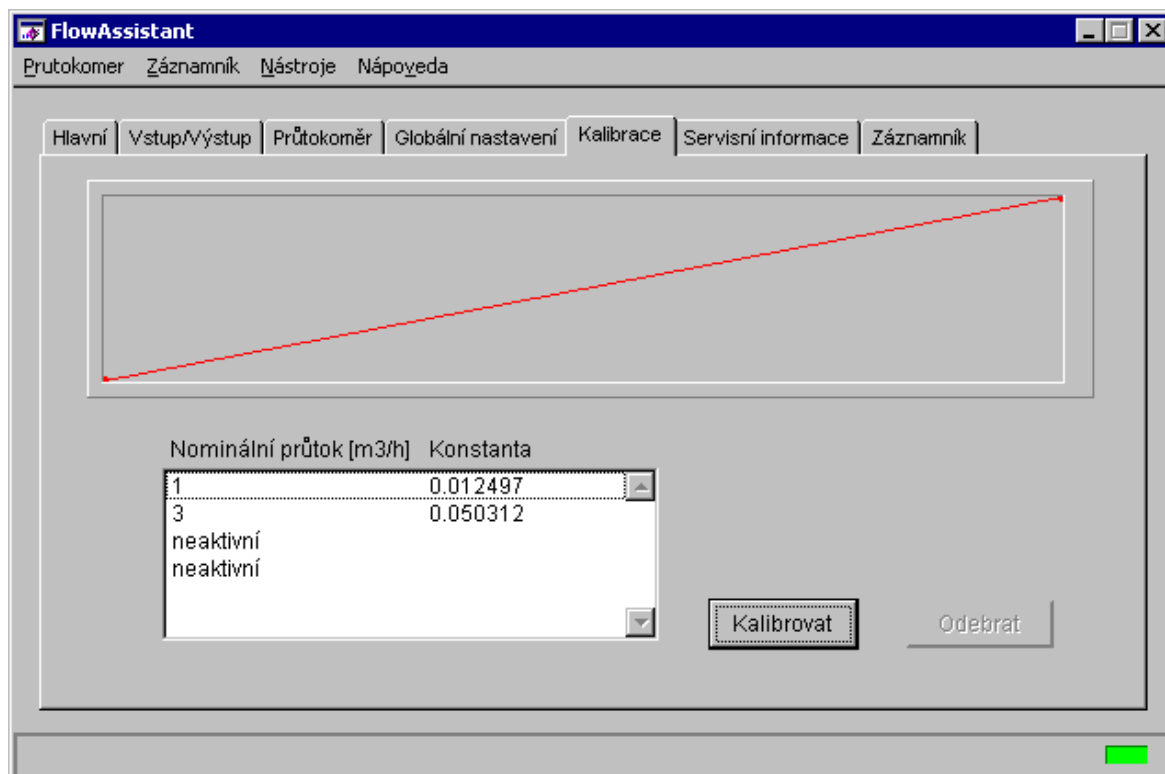 FlowAssistant
Prutokomer Záznamník Nástroje Nápoveda
Hlavní Vstup/Výstup Průtokoměr Globální nastavení Kalibrace Servisní informace Záznamník
Nominální průtok [m3/h] Konstanta
1 0.012497
3 0.050312
neaktivní
neaktivní
Kalibrovat Odebrat